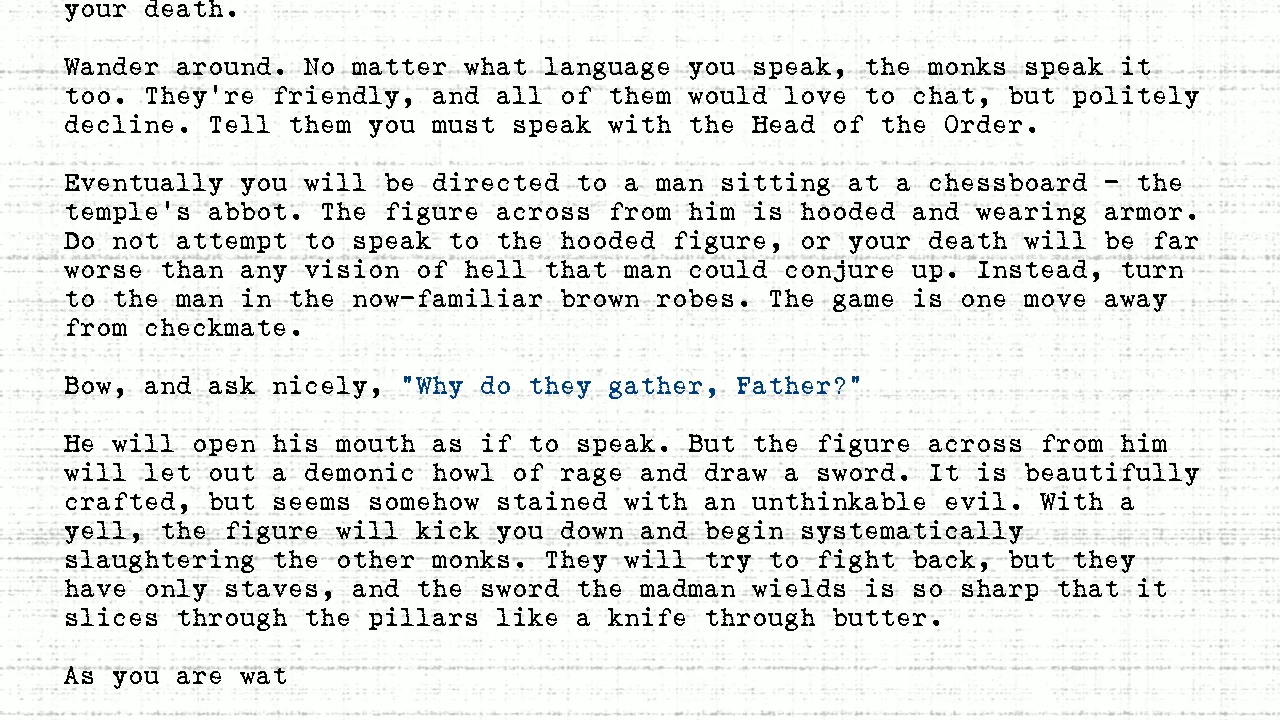 your death.
Wander around. No matter what language you speak, the monks speak it
too. They're friendly, and all of them would love to chat, but politely
decline. Tell them you must speak with the Head of the Order.
Eventually you will be directed to a man sitting at a chessboard - the
temple's abbot. The figure across from him is hooded and wearing armor.
Do not attempt to speak to the hooded figure, or your death will be far
worse than any vision of hell that man could conjure up. Instead, turn
to the man in the now-familiar brown robes. The game is one move away
from checkmate.
Bow, and ask nicely, "Why do they gather, Father?"
He will open his mouth as if to speak. But the figure across from him
will let out a demonic howl of rage and draw a sword. It is beautifully
crafted, but seems somehow stained with an unthinkable evil. With a
yell, the figure will kick you down and begin systematically
slaughtering the other monks. They will try to fight back, but they
have only staves, and the sword the madman wields is so sharp that it
slices through the pillars like a knife through butter.
As you are wat